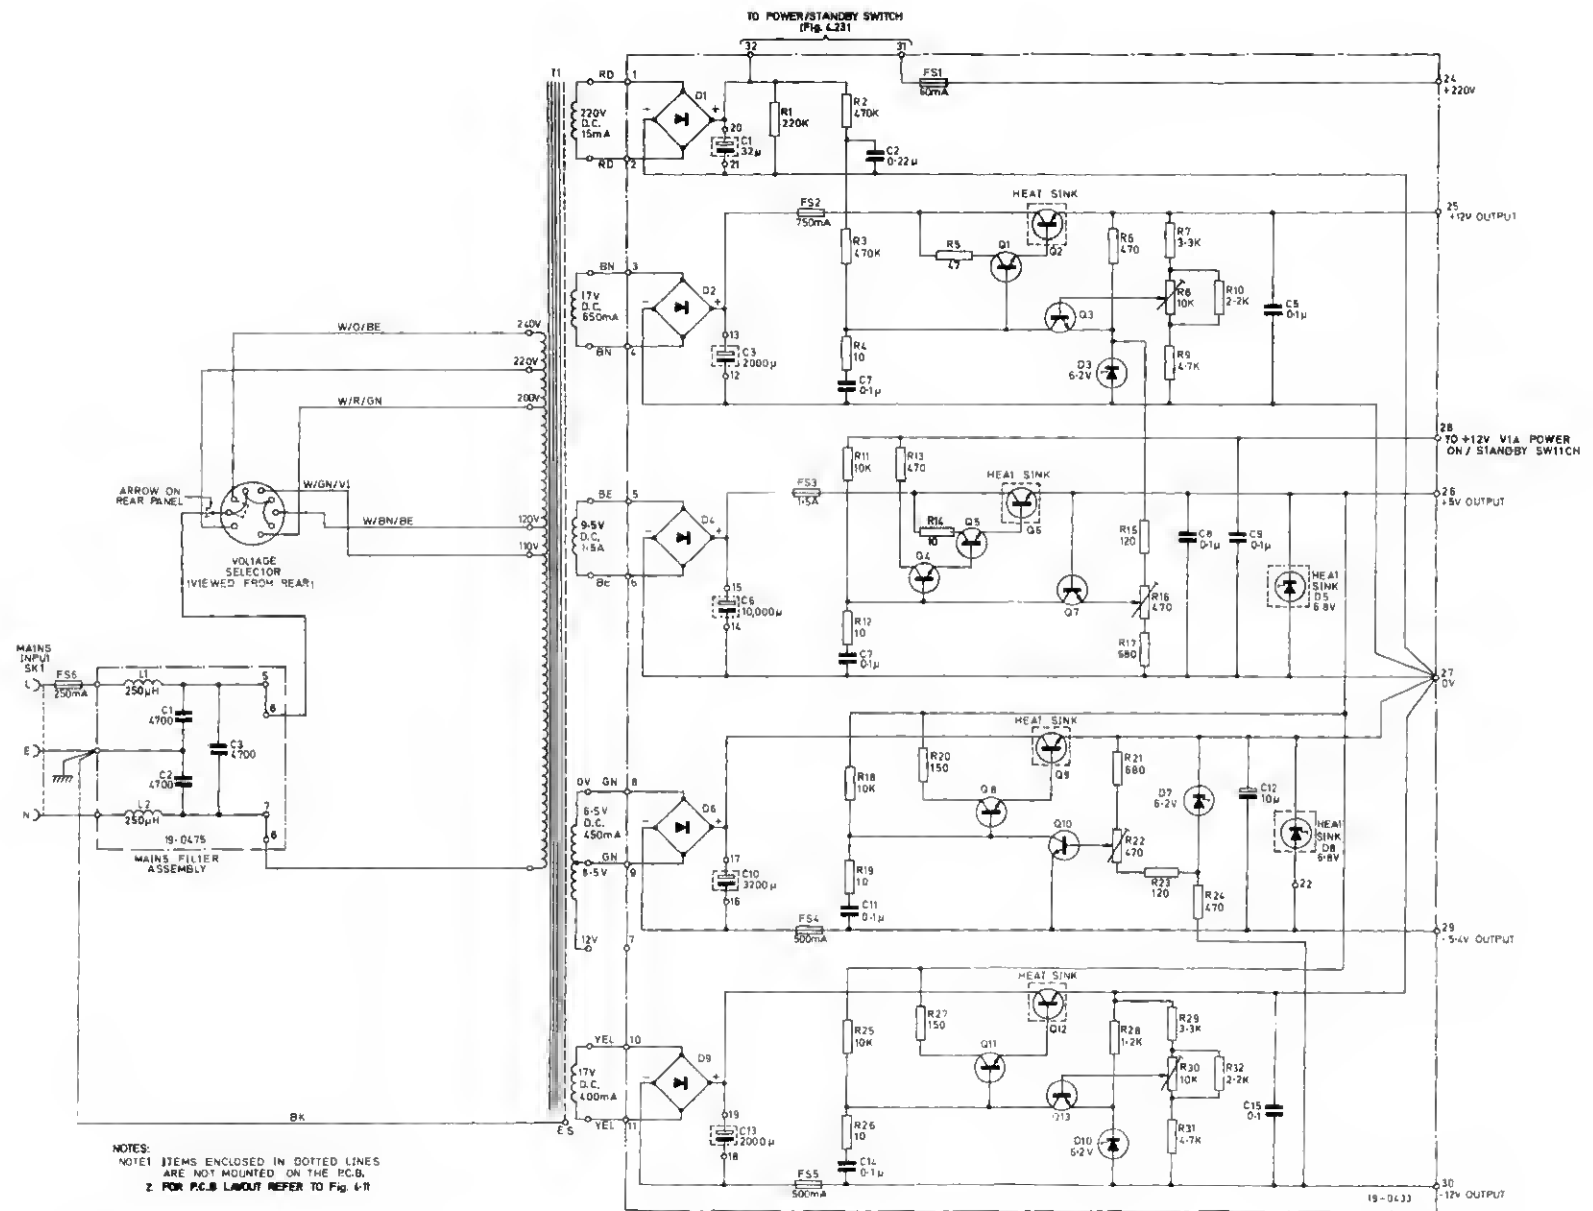 TO POWER/STANDBY SWITCH
(Fig. 4.23)
32
31
T1
RD
1
220V
D.C.
15mA
RD
2
D1
-
+
20
C1
32µ
21
R1
220K
R2
470K
C2
0·22µ
FS1
60mA
24
+220V
BN
3
17V
D.C.
650mA
BN
4
D2
-
+
13
C3
2000µ
12
FS2
750mA
R3
470K
R4
10
C7
0·1µ
R5
47
Q1
HEAT SINK
Q2
Q3
R6
470
D3
6·2V
R7
3·3K
R8
10K
R10
2·2K
R9
4·7K
C5
0·1µ
25
+12V OUTPUT
W/O/BE
240V
220V
W/R/GN
200V
W/GN/VI
W/BN/BE
120V
110V
ARROW ON
REAR PANEL
VOLTAGE
SELECTOR
(VIEWED FROM REAR)
BE
5
9·5V
D.C.
1·5A
BE
6
D4
-
+
15
C6
10,000µ
14
FS3
1·5A
R11
10K
R13
470
R12
10
C7
0·1µ
R14
10
Q4
Q5
HEAT SINK
Q6
Q7
R15
120
R16
470
R17
680
C8
0·1µ
C9
0·1µ
HEAT
SINK
D5
6·8V
28
TO +12V VIA POWER
ON / STANDBY SWITCH
26
+5V OUTPUT
27
0V
MAINS
INPUT
SK1
L
FS6
250mA
L1
250µH
C1
4700
C3
4700
C2
4700
E
N
L2
250µH
5
6
7
8
19-0475
MAINS FILTER
ASSEMBLY
0V
GN
8
6·5V
D.C.
450mA
GN
9
8·5V
12V
7
D6
-
+
17
C10
3200µ
16
FS4
500mA
R18
10K
R19
10
C11
0·1µ
R20
150
Q8
HEAT SINK
Q9
Q10
R21
680
R22
470
R23
120
D7
6·2V
R24
470
C12
10µ
HEAT
SINK
D8
6·8V
22
29
-5·4V OUTPUT
YEL
10
17V
D.C.
400mA
YEL
11
E S
BK
D9
-
+
19
C13
2000µ
18
FS5
500mA
R25
10K
R26
10
C14
0·1µ
R27
150
Q11
HEAT SINK
Q12
Q13
R28
1·2K
D10
6·2V
R29
3·3K
R30
10K
R32
2·2K
R31
4·7K
C15
0·1
30
-12V OUTPUT
19-0433
NOTES:
NOTE1 ITEMS ENCLOSED IN DOTTED LINES
ARE NOT MOUNTED ON THE P.C.B.
2 FOR P.C.B LAYOUT REFER TO Fig. 4-11